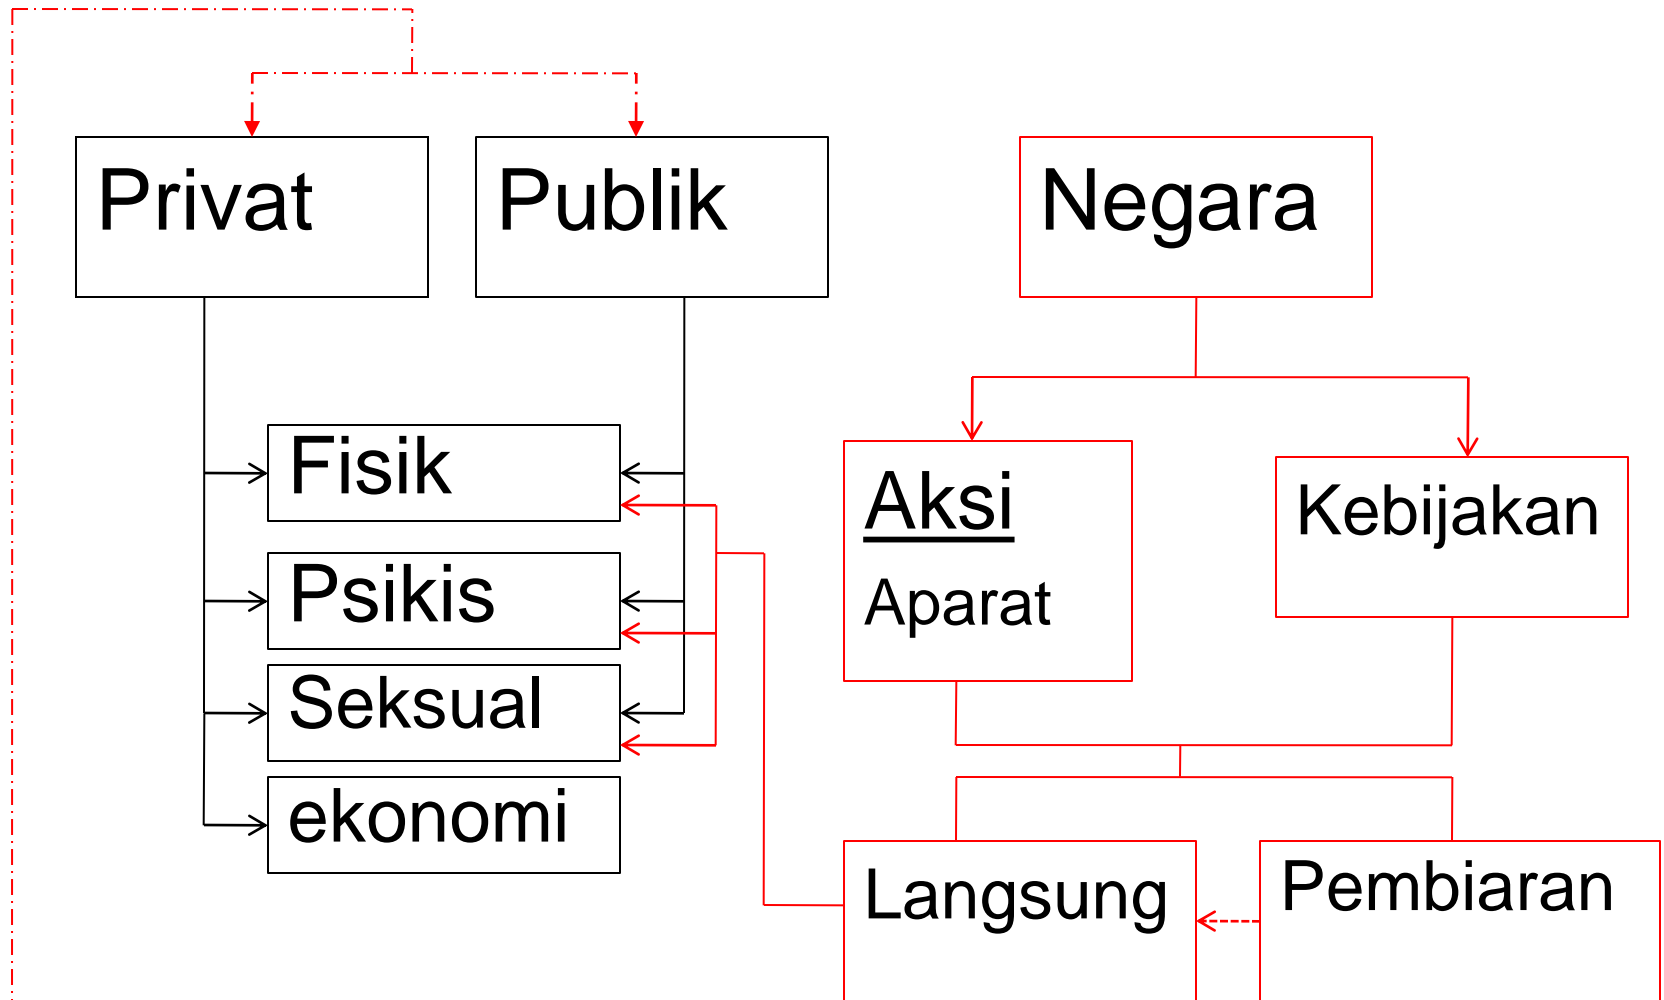 Privat
Publik
Negara
Fisik
Psikis
Seksual
ekonomi
Aksi
Aparat
Kebijakan
Langsung
Pembiaran